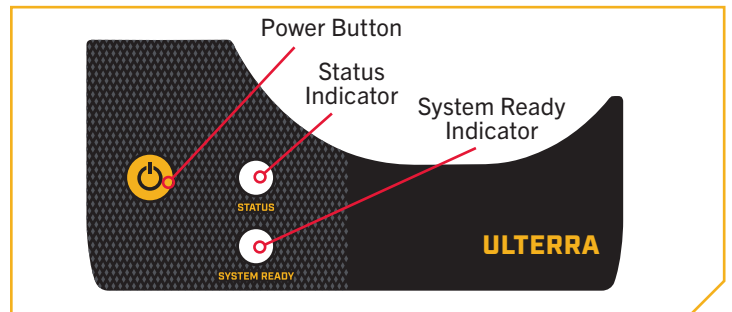 Power Button
Status
Indicator
System Ready
Indicator
STATUS
ULTERRA
SYSTEM READY